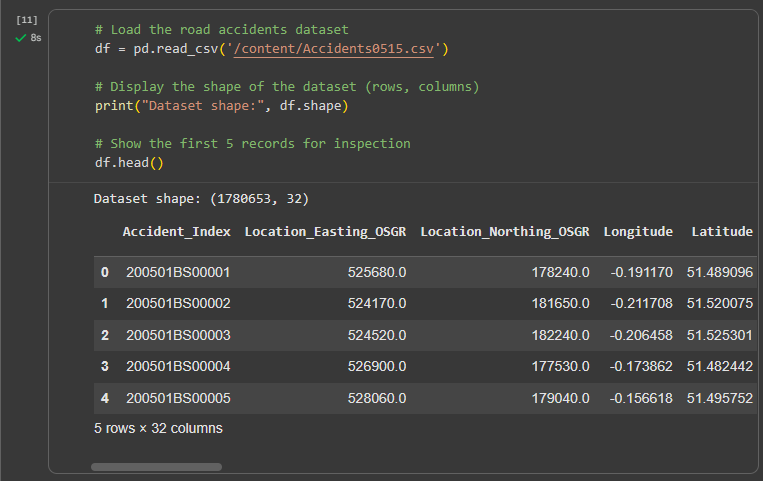 [11]
8s
# Load the road accidents dataset
df = pd.read_csv('/content/Accidents0515.csv')
# Display the shape of the dataset (rows, columns)
print("Dataset shape:", df.shape)
# Show the first 5 records for inspection
df.head()
Dataset shape: (1780653, 32)
Accident_Index Location_Easting_OSGR Location_Northing_OSGR Longitude Latitude
0 200501BS00001 525680.0 178240.0 -0.191170 51.489096
1 200501BS00002 524170.0 181650.0 -0.211708 51.520075
2 200501BS00003 524520.0 182240.0 -0.206458 51.525301
3 200501BS00004 526900.0 177530.0 -0.173862 51.482442
4 200501BS00005 528060.0 179040.0 -0.156618 51.495752
5 rows × 32 columns